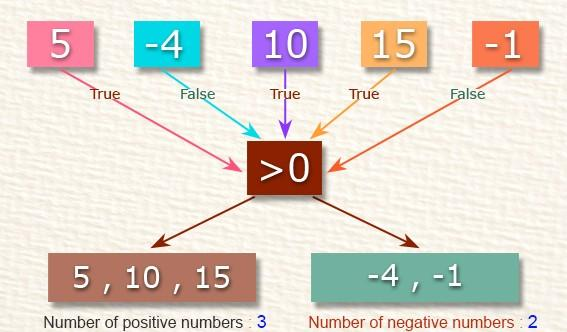 5 -4 10 15 -1
True False True True False
>0
5 , 10 , 15 -4 , -1
Number of positive numbers : 3 Number of negative numbers : 2